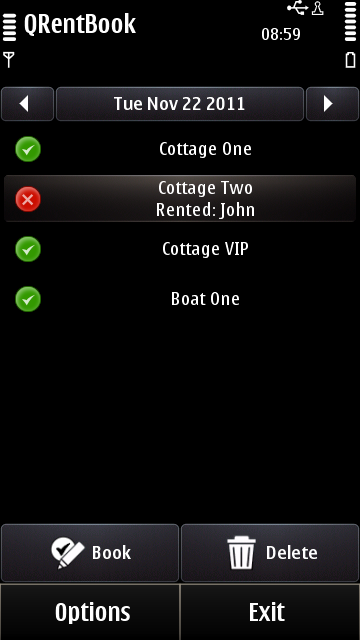 QRentBook
08:59
Tue Nov 22 2011
Cottage One
Cottage Two
Rented: John
Cottage VIP
Boat One
Book
Delete
Options
Exit